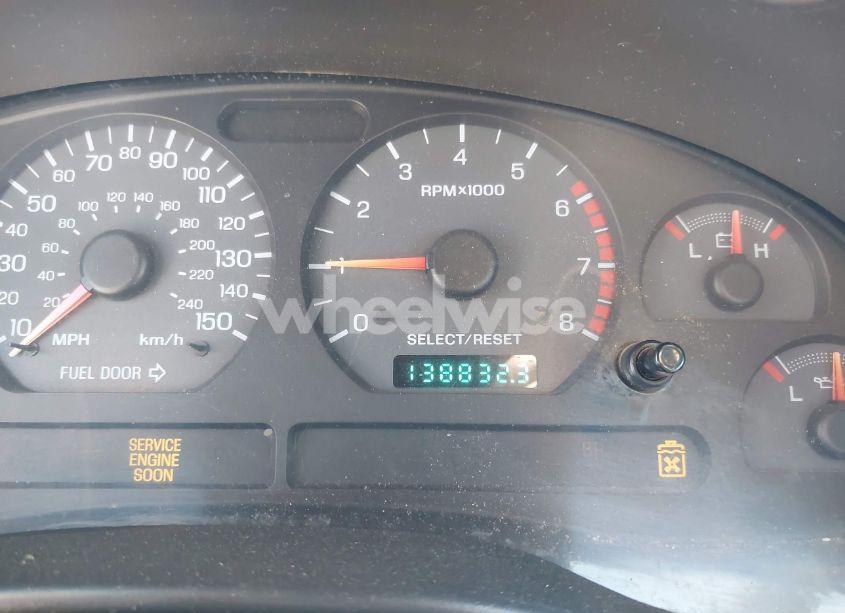 10 20 30 40 50 60 70 80 90 100 110 120 130 140 150
20 40 60 80 100 120 140 160 180 200 220 240
MPH km/h
FUEL DOOR
0 1 2 3 4 5 6 7 8
RPM×1000
SELECT/RESET
138832.3
L H
L
SERVICE
ENGINE
SOON
wheelwise